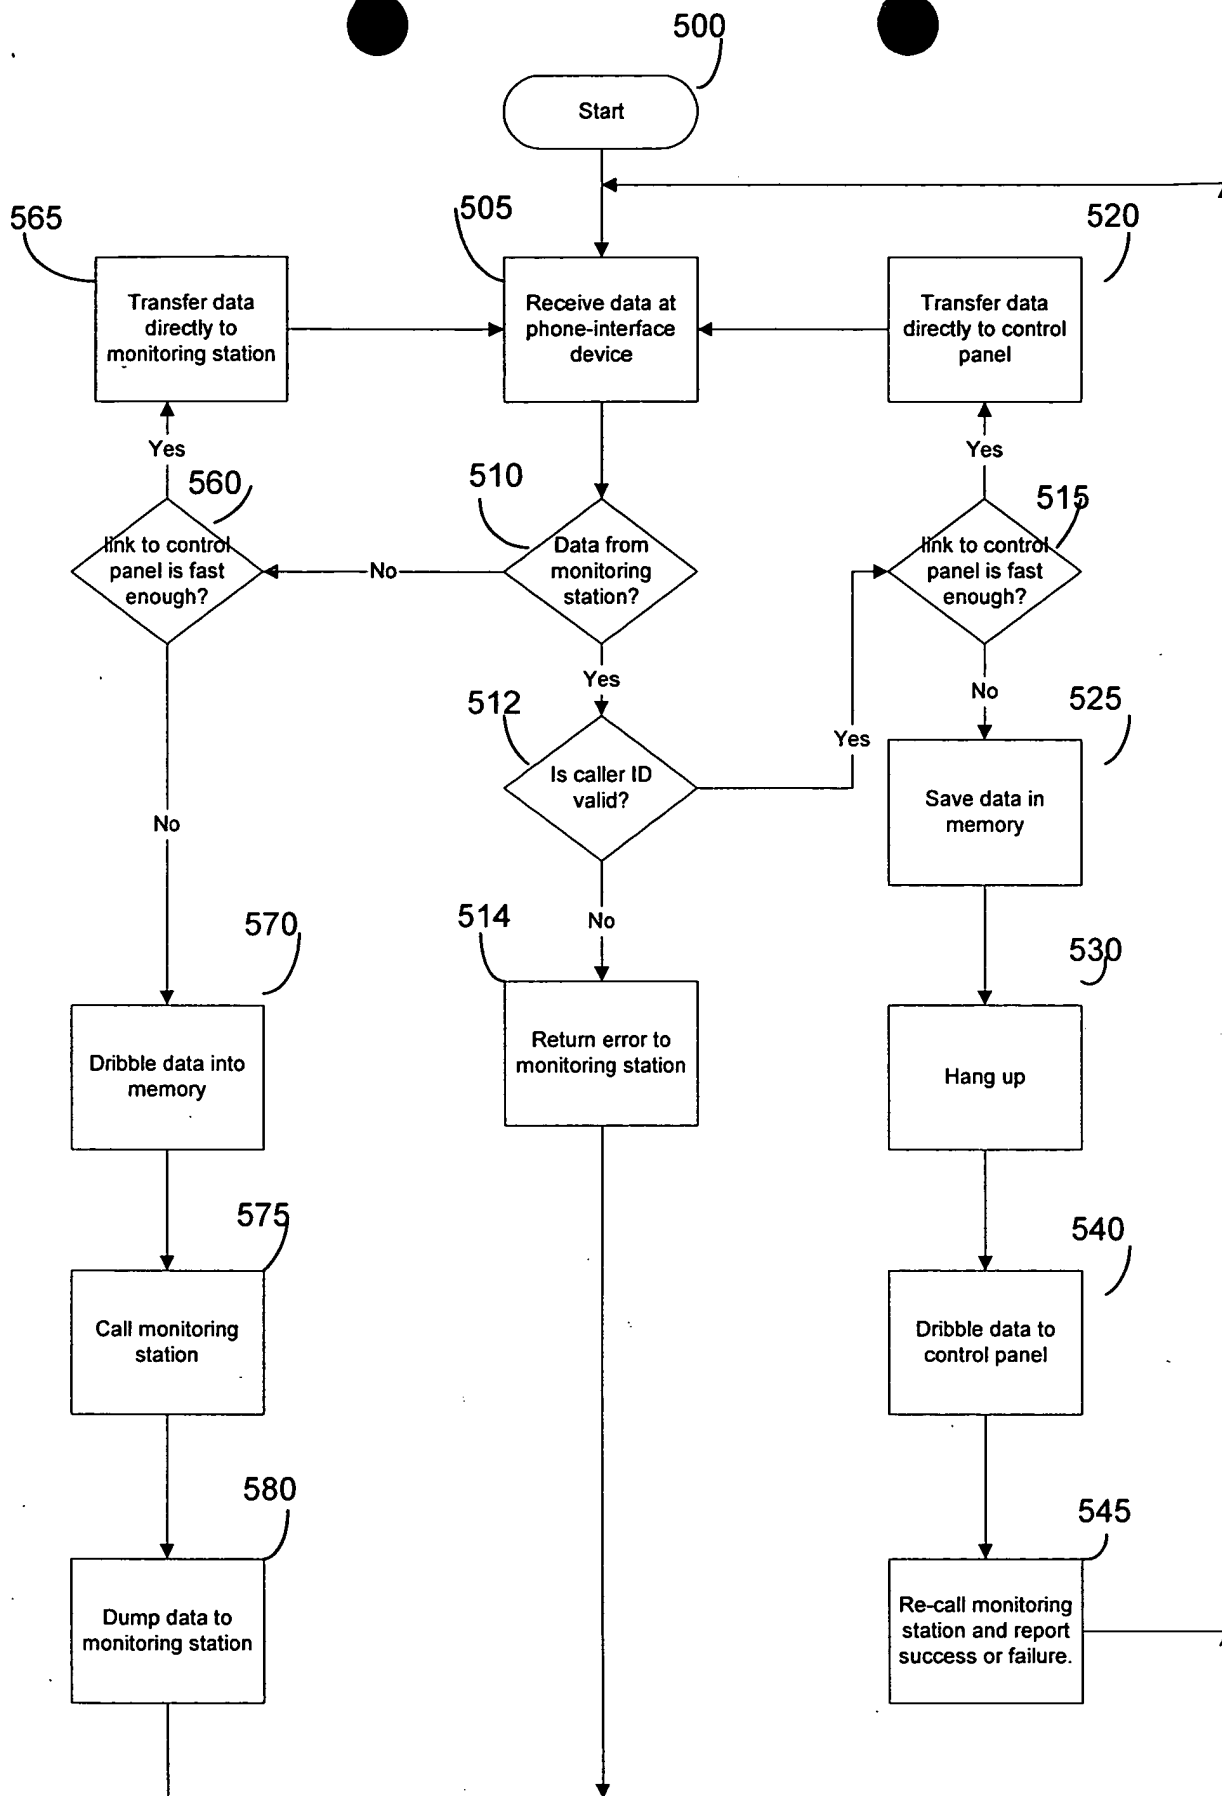 500
Start
565
505
520
Transfer data
directly to
monitoring station
Receive data at
phone-interface
device
Transfer data
directly to control
panel
Yes
Yes
560
510
515
link to control
panel is fast
enough?
No
Data from
monitoring
station?
link to control
panel is fast
enough?
Yes
No
512
525
Is caller ID
valid?
Yes
Save data in
memory
No
No
570
514
530
Dribble data into
memory
Return error to
monitoring station
Hang up
575
540
Call monitoring
station
Dribble data to
control panel
580
545
Dump data to
monitoring station
Re-call monitoring
station and report
success or failure.